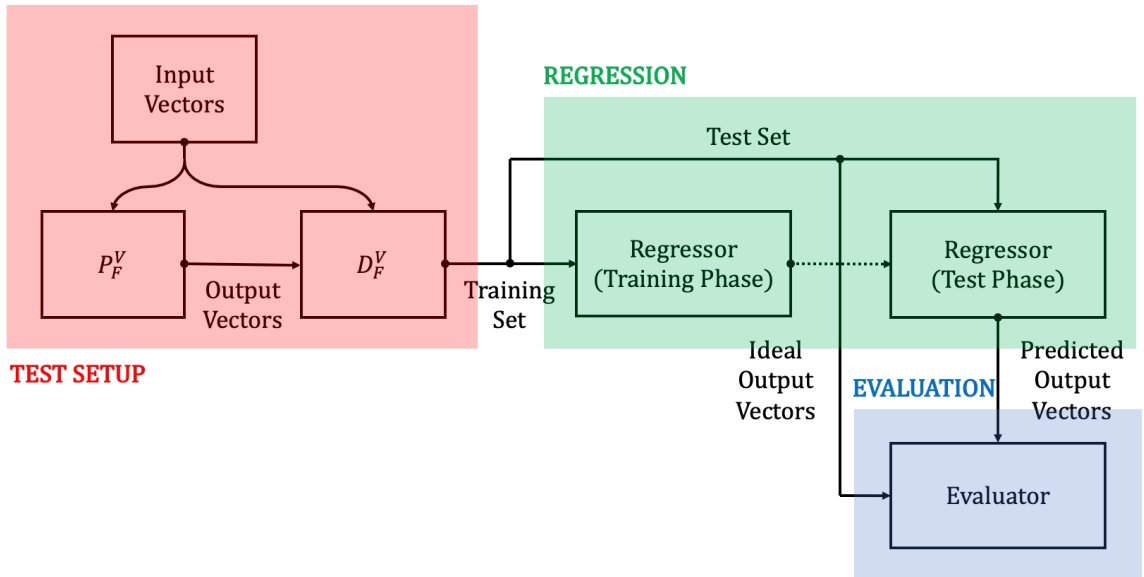 Input
Vectors
REGRESSION
Test Set
P_F^V
D_F^V
Regressor
(Training Phase)
Regressor
(Test Phase)
Output
Vectors
Training
Set
TEST SETUP
Ideal
Output
Vectors
Predicted
Output
Vectors
EVALUATION
Evaluator